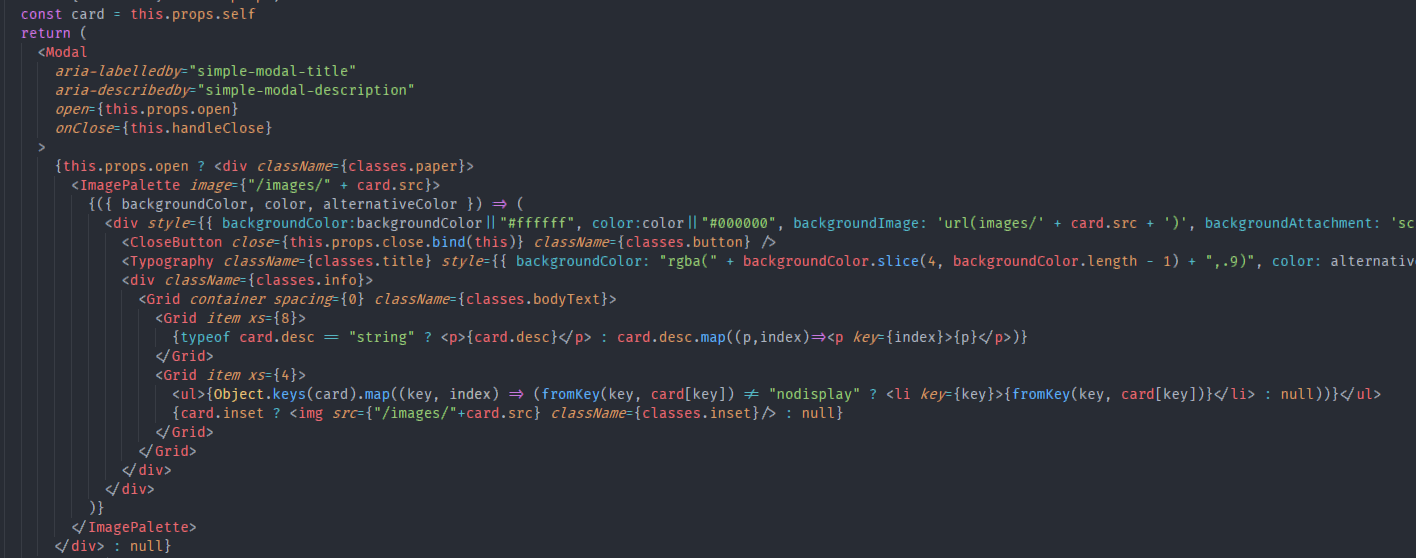 const card = this.props.self
return (
<Modal
aria-labelledby="simple-modal-title"
aria-describedby="simple-modal-description"
open={this.props.open}
onClose={this.handleClose}
>
{this.props.open ? <div className={classes.paper}>
<ImagePalette image={"/images/" + card.src}>
{({ backgroundColor, color, alternativeColor }) => (
<div style={{ backgroundColor:backgroundColor||"#ffffff", color:color||"#000000", backgroundImage: 'url(images/' + card.src + ')', backgroundAttachment: 'sc
<CloseButton close={this.props.close.bind(this)} className={classes.button} />
<Typography className={classes.title} style={{ backgroundColor: "rgba(" + backgroundColor.slice(4, backgroundColor.length - 1) + ",.9)", color: alternativ
<div className={classes.info}>
<Grid container spacing={0} className={classes.bodyText}>
<Grid item xs={8}>
{typeof card.desc == "string" ? <p>{card.desc}</p> : card.desc.map((p,index)=><p key={index}>{p}</p>)}
</Grid>
<Grid item xs={4}>
<ul>{Object.keys(card).map((key, index) => (fromKey(key, card[key]) != "nodisplay" ? <li key={key}>{fromKey(key, card[key])}</li> : null))}</ul>
{card.inset ? <img src={"/images/"+card.src} className={classes.inset}/> : null}
</Grid>
</Grid>
</div>
</div>
)}
</ImagePalette>
</div> : null}